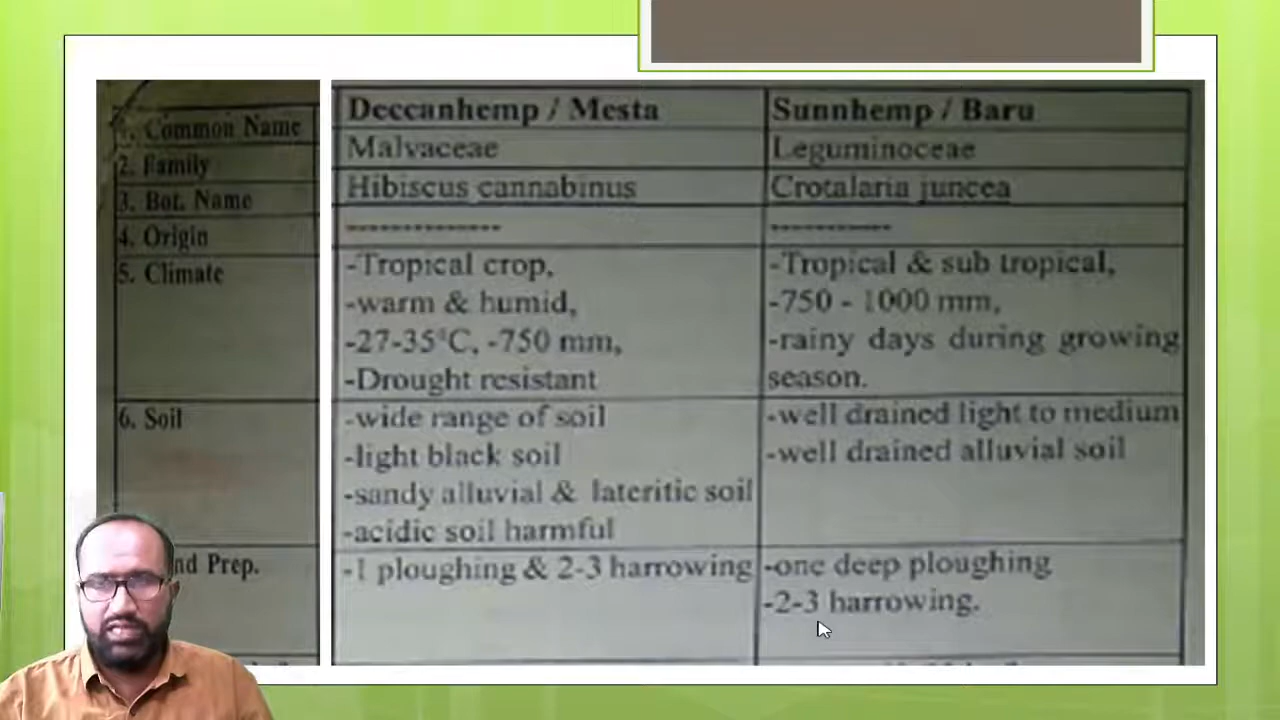 1. Common Name
2. Family
3. Bot. Name
4. Origin
5. Climate
6. Soil
nd Prep.
Deccanhemp / Mesta
Malvaceae
Hibiscus cannabinus
--------------
-Tropical crop,
-warm & humid,
-27-35°C, -750 mm,
-Drought resistant
-wide range of soil
-light black soil
-sandy alluvial & lateritic soil
-acidic soil harmful
-1 ploughing & 2-3 harrowing
Sunnhemp / Baru
Leguminoceae
Crotalaria juncea
-----------
-Tropical & sub tropical,
-750 - 1000 mm,
-rainy days during growing
season.
-well drained light to medium
-well drained alluvial soil
-one deep ploughing
-2-3 harrowing.